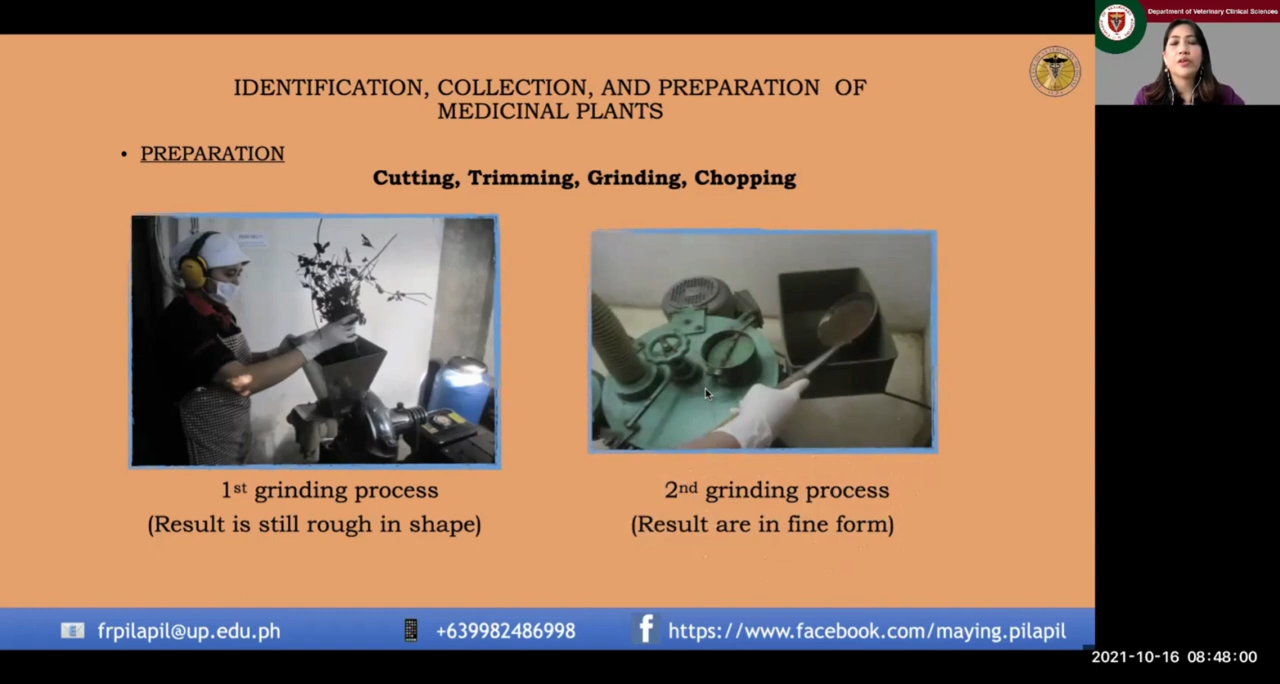 Department of Veterinary Clinical Sciences
IDENTIFICATION, COLLECTION, AND PREPARATION OF
MEDICINAL PLANTS
• PREPARATION
Cutting, Trimming, Grinding, Chopping
1st grinding process
(Result is still rough in shape)
2nd grinding process
(Result are in fine form)
frpilapil@up.edu.ph
+639982486998
https://www.facebook.com/maying.pilapil
2021-10-16 08:48:00